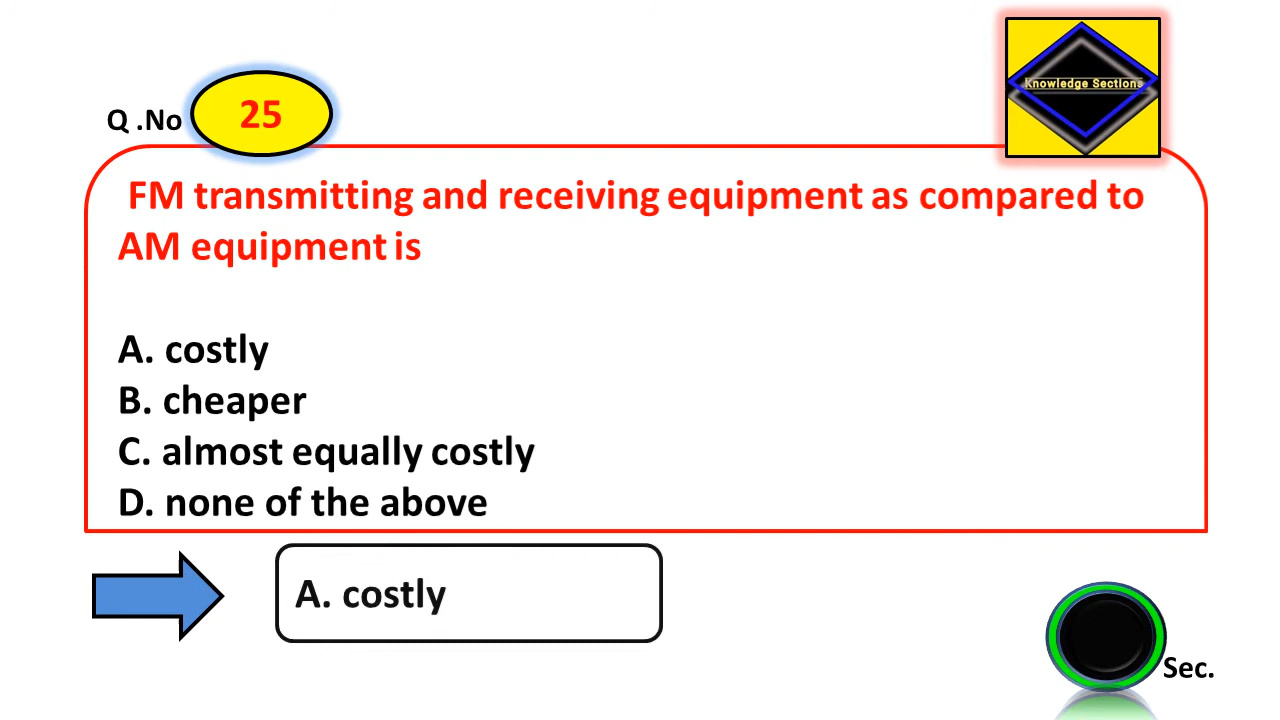 Knowledge Sections
Q .No 25
FM transmitting and receiving equipment as compared to
AM equipment is
A. costly
B. cheaper
C. almost equally costly
D. none of the above
A. costly
Sec.